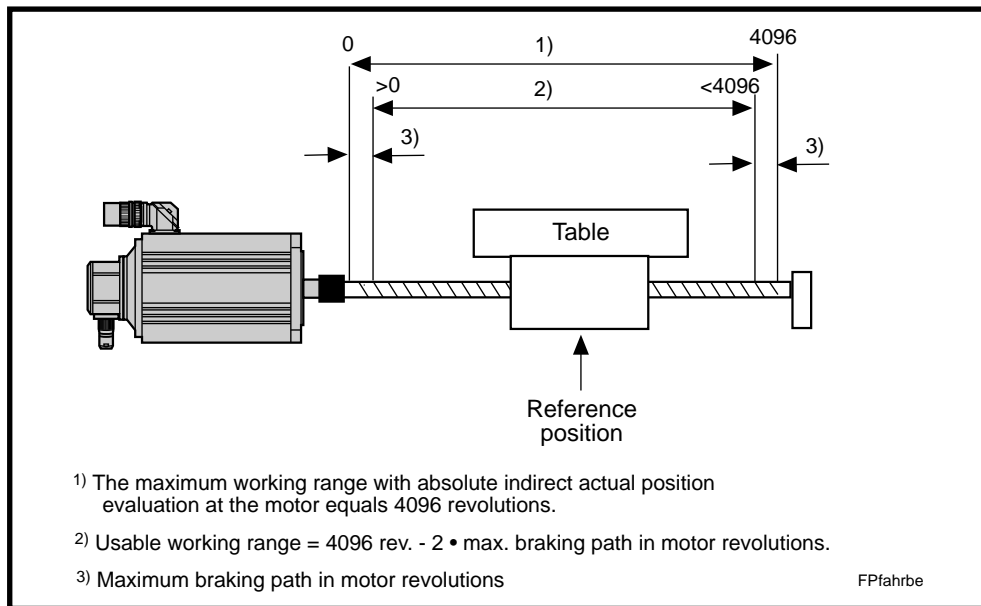 0 1) 4096
>0 2) <4096
3) 3)
Table
Reference
position
1) The maximum working range with absolute indirect actual position
evaluation at the motor equals 4096 revolutions.
2) Usable working range = 4096 rev. - 2 • max. braking path in motor revolutions.
3) Maximum braking path in motor revolutions FPfahrbe